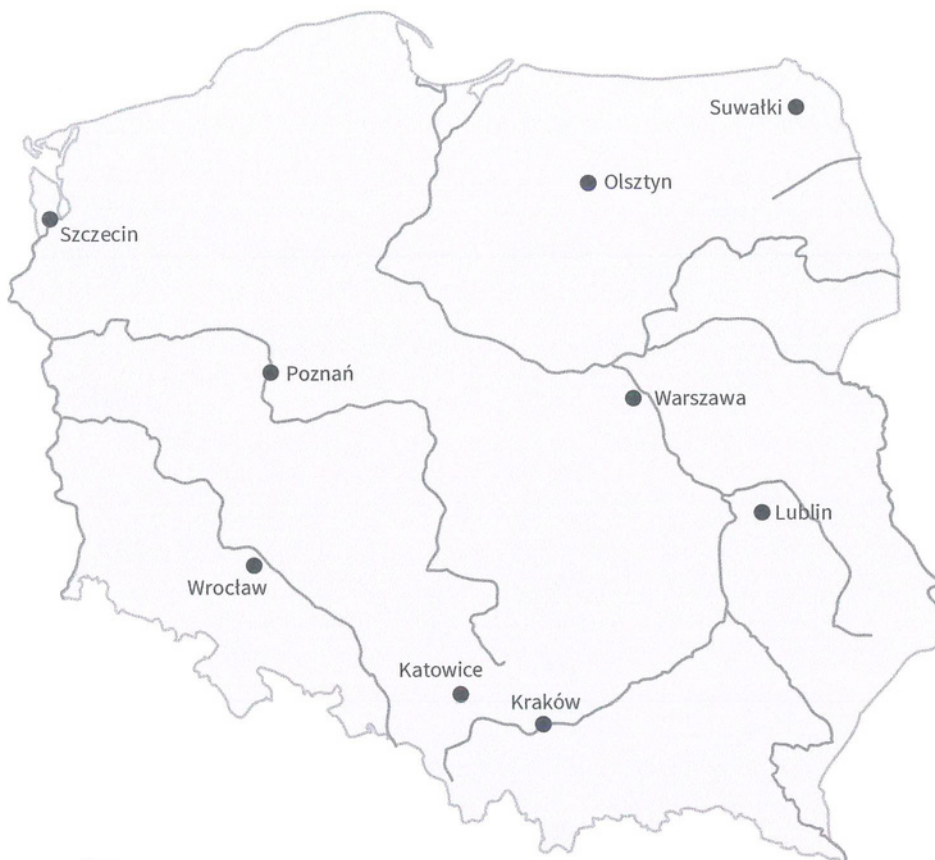 Suwałki
Olsztyn
Szczecin
Poznań
Warszawa
Lublin
Wrocław
Katowice
Kraków